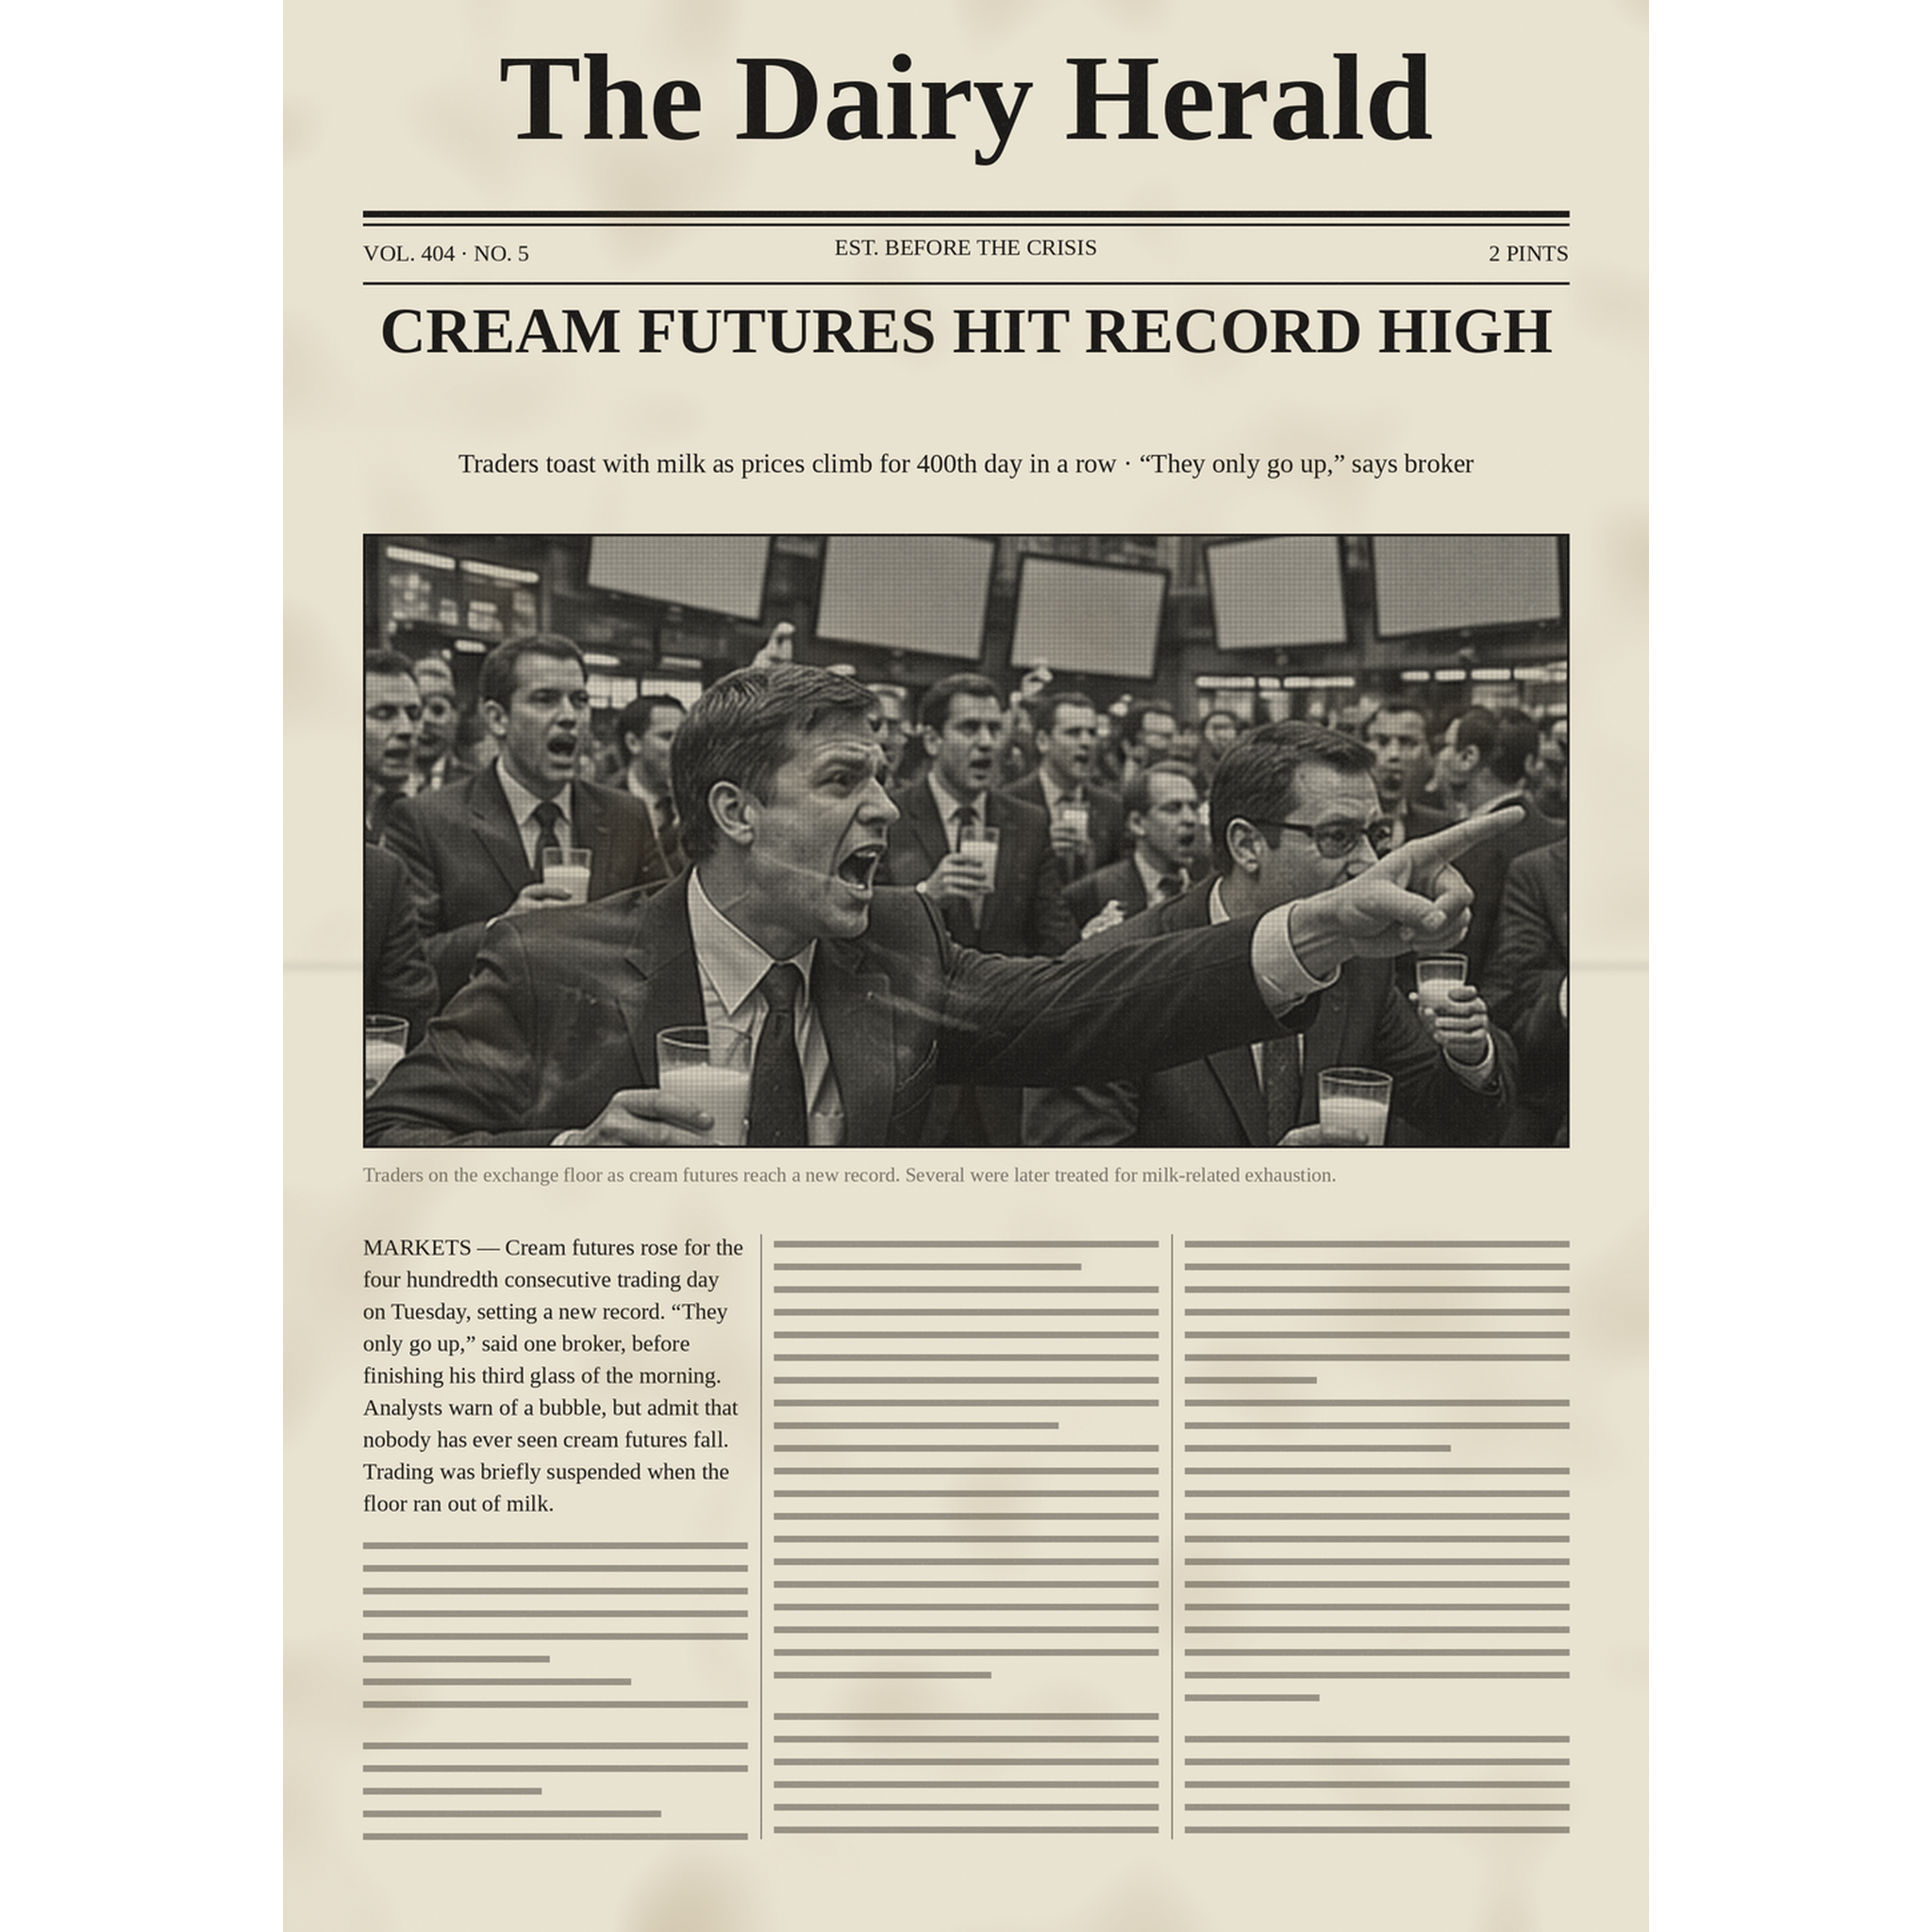 The Dairy Herald
VOL. 404 · NO. 5
EST. BEFORE THE CRISIS
2 PINTS
CREAM FUTURES HIT RECORD HIGH
Traders toast with milk as prices climb for 400th day in a row · “They only go up,” says broker
Traders on the exchange floor as cream futures reach a new record. Several were later treated for milk-related exhaustion.
MARKETS — Cream futures rose for the
four hundredth consecutive trading day
on Tuesday, setting a new record. “They
only go up,” said one broker, before
finishing his third glass of the morning.
Analysts warn of a bubble, but admit that
nobody has ever seen cream futures fall.
Trading was briefly suspended when the
floor ran out of milk.